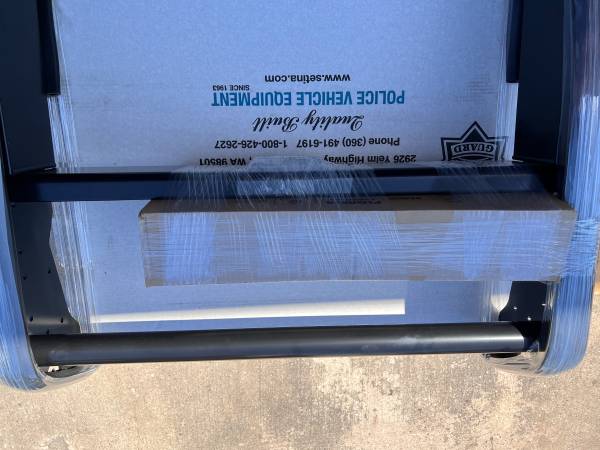 GUARD
2926 Yelm Highway
, WA 98501
Phone (360) 491-6197 1-800-426-2627
Quality Built
POLICE VEHICLE EQUIPMENT
SINCE 1963
www.setina.com